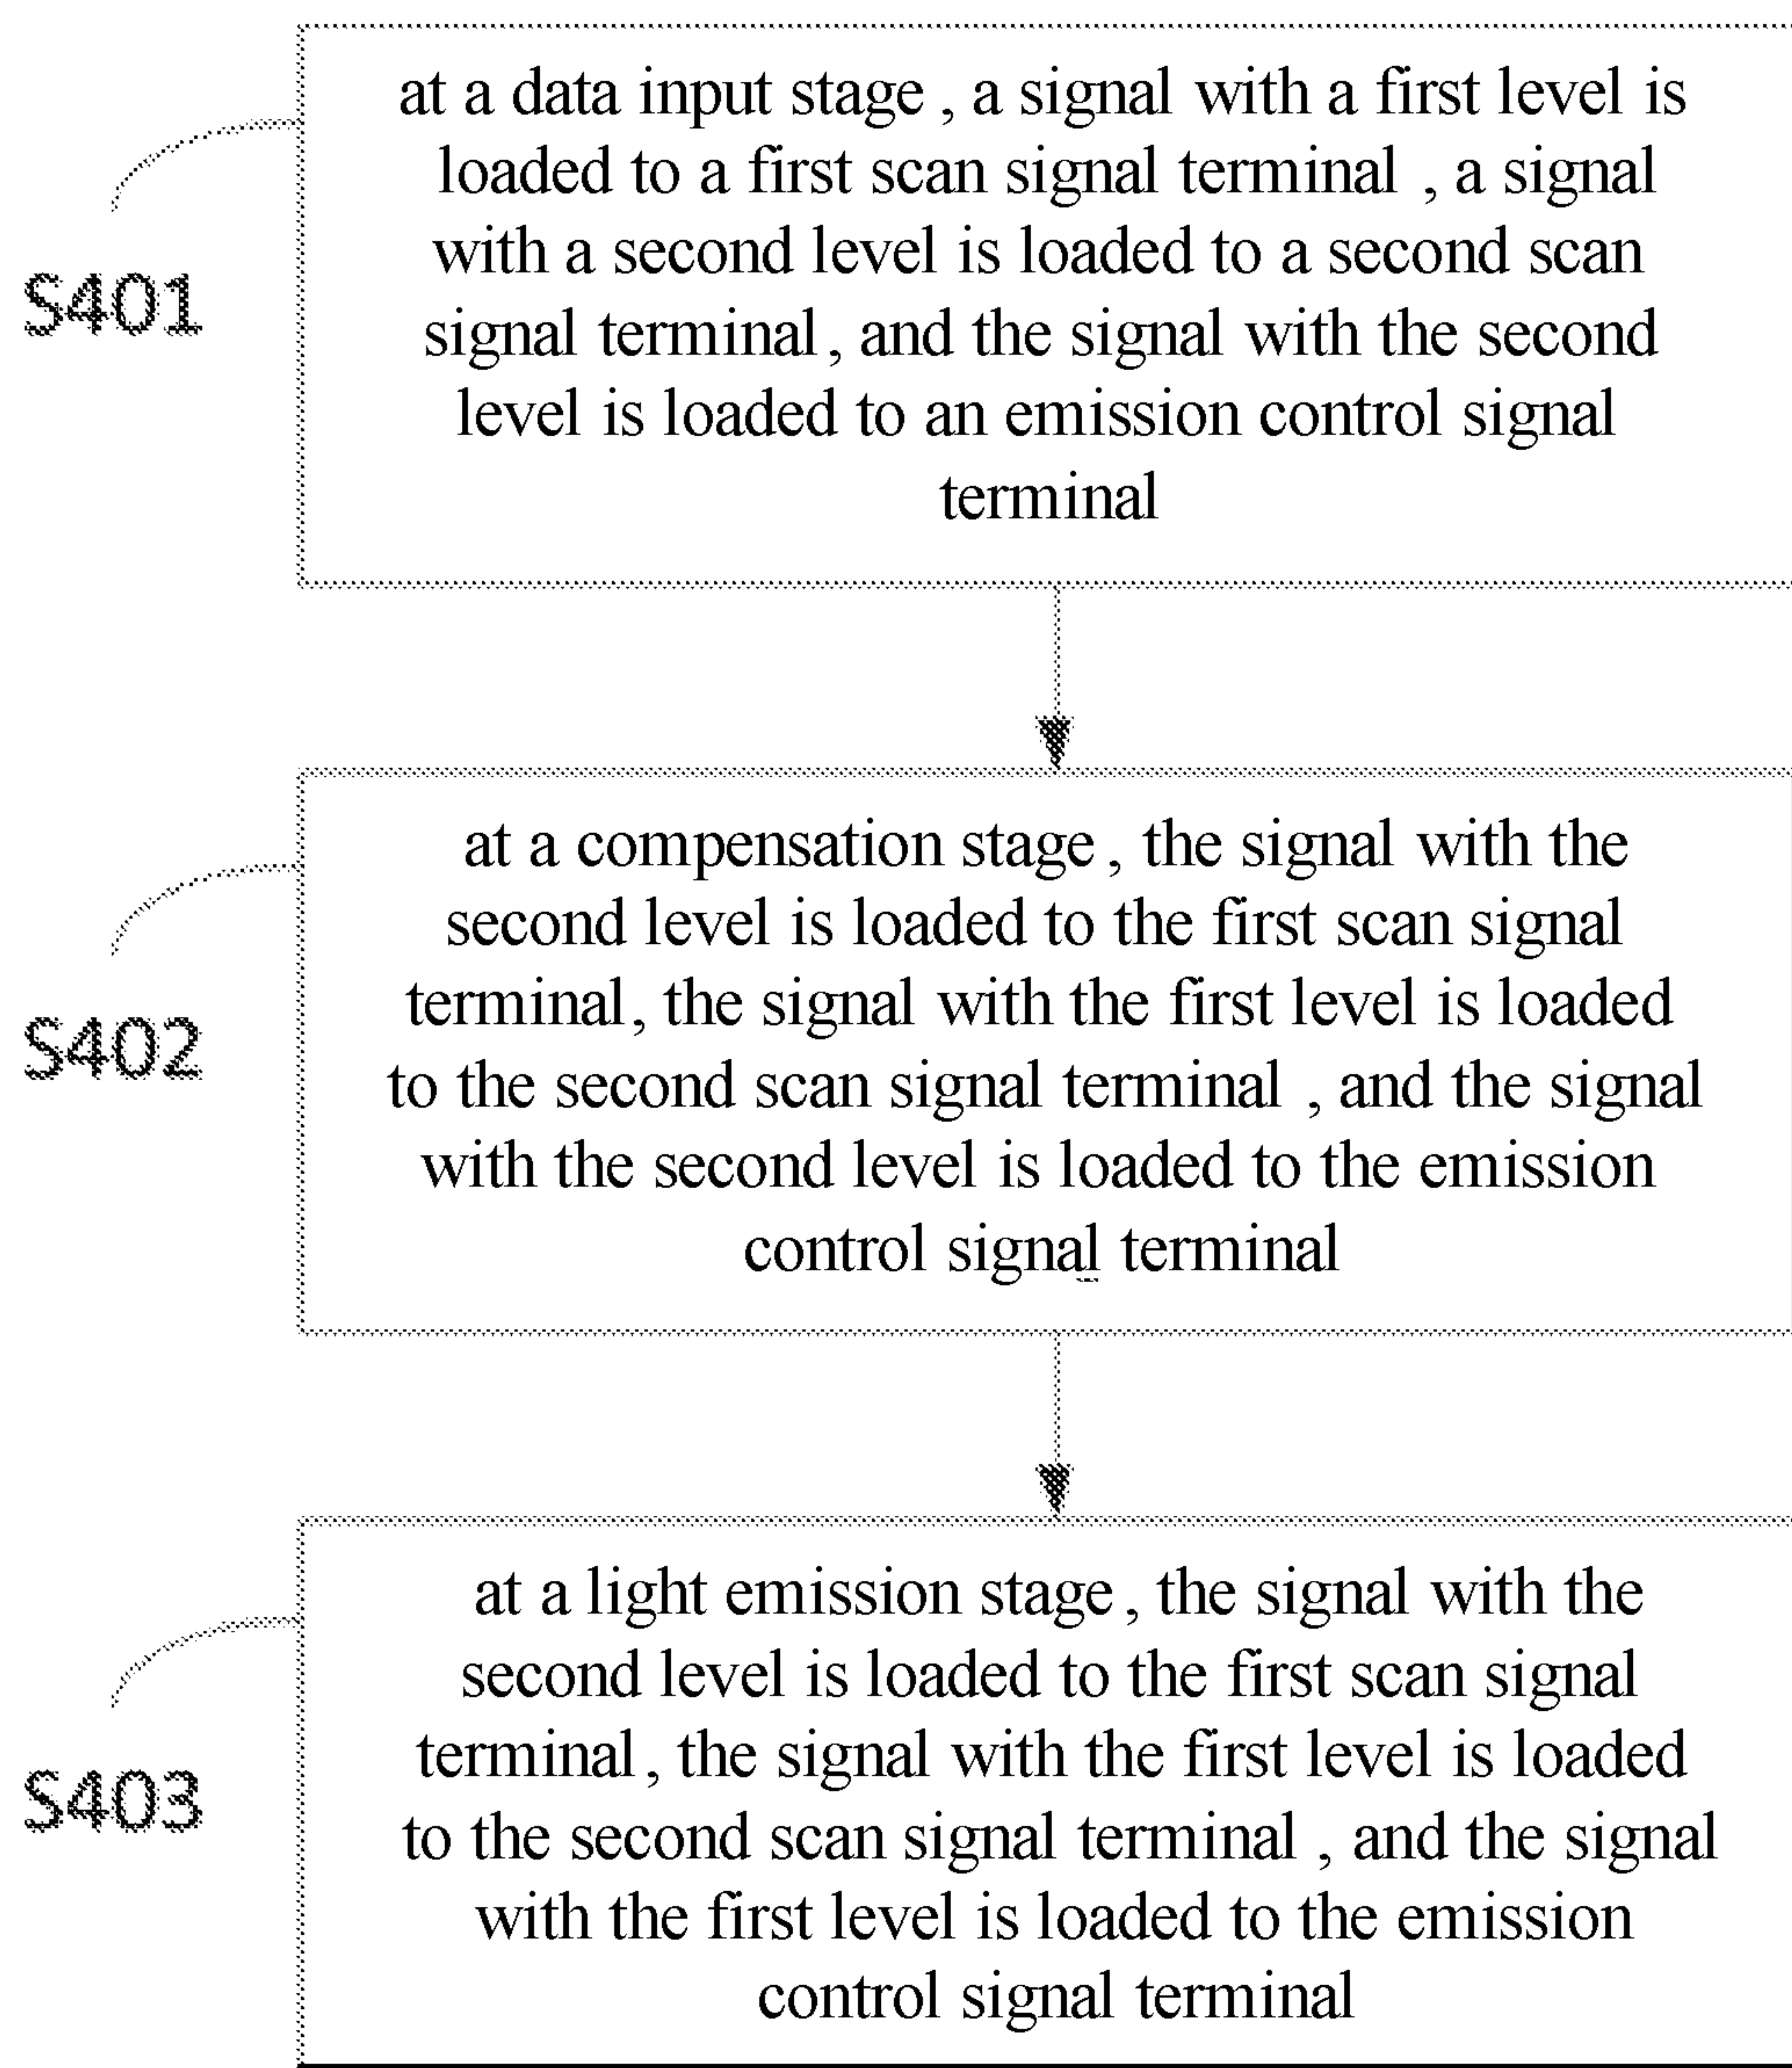 at a data input stage , a signal with a first level is
loaded to a first scan signal terminal , a signal
with a second level is loaded to a second scan
signal terminal, and the signal with the second
level is loaded to an emission control signal
terminal
S401
at a compensation stage , the signal with the
second level is loaded to the first scan signal
terminal, the signal with the first level is loaded
to the second scan signal terminal , and the signal
with the second level is loaded to the emission
control signal terminal
S402
at a light emission stage , the signal with the
second level is loaded to the first scan signal
terminal , the signal with the first level is loaded
to the second scan signal terminal , and the signal
with the first level is loaded to the emission
control signal terminal
S403